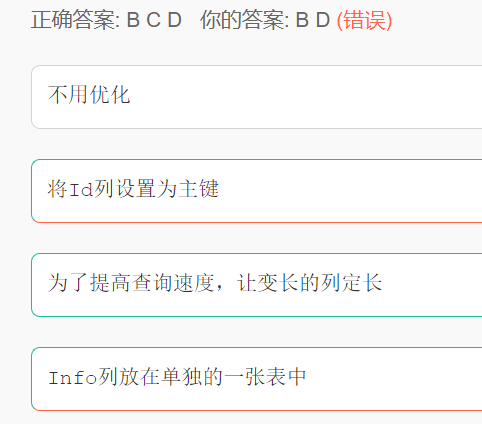 正确答案: B C D 你的答案: B D (错误)
不用优化
将Id列设置为主键
为了提高查询速度，让变长的列定长
Info列放在单独的一张表中